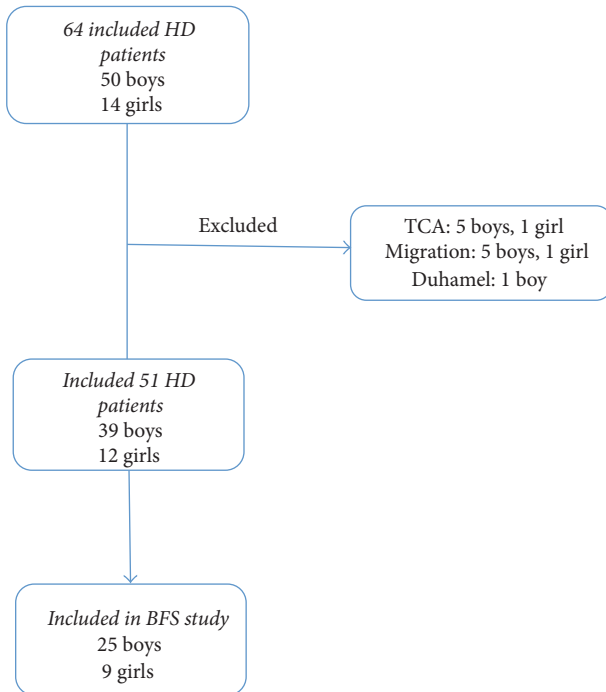 64 included HD
patients
50 boys
14 girls
Excluded
TCA: 5 boys, 1 girl
Migration: 5 boys, 1 girl
Duhamel: 1 boy
Included 51 HD
patients
39 boys
12 girls
Included in BFS study
25 boys
9 girls